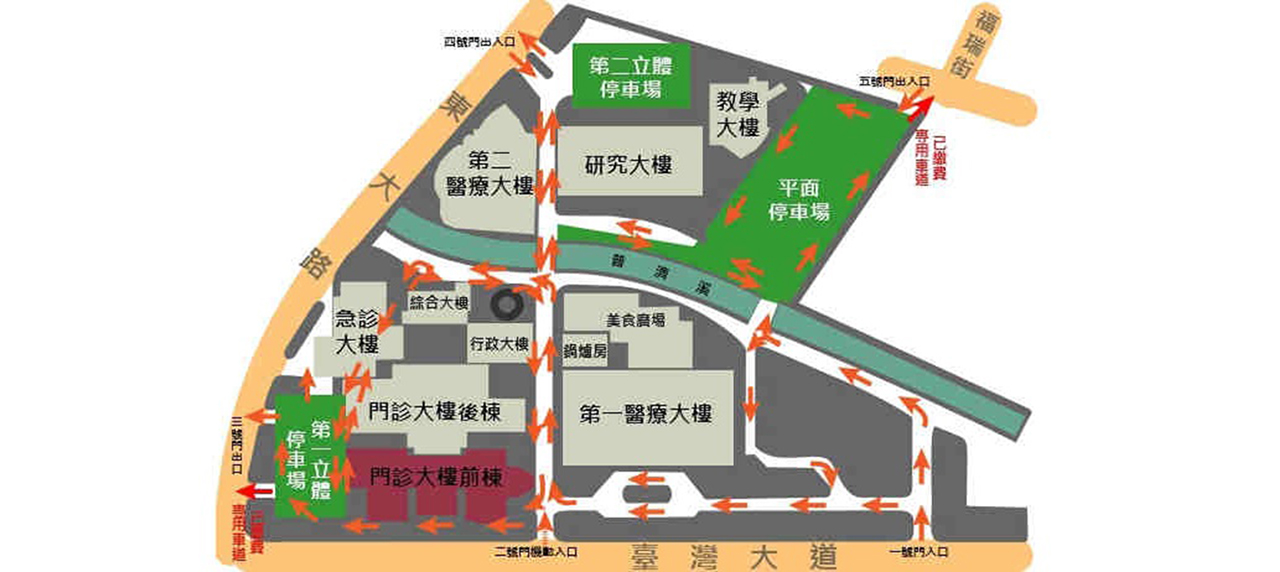 福瑞街
四號門出入口
第二立體
停車場
五號門出入口
教學
大樓
已繳費
專用車道
東大路
第二
醫療大樓
研究大樓
平面
停車場
普濟溪
綜合大樓
急診
大樓
行政大樓
美食廣場
鍋爐房
門診大樓後棟
第一醫療大樓
三號門出口
第一立體
停車場
門診大樓前棟
已繳費
專用車道
二號門機動入口
臺灣大道
一號門入口